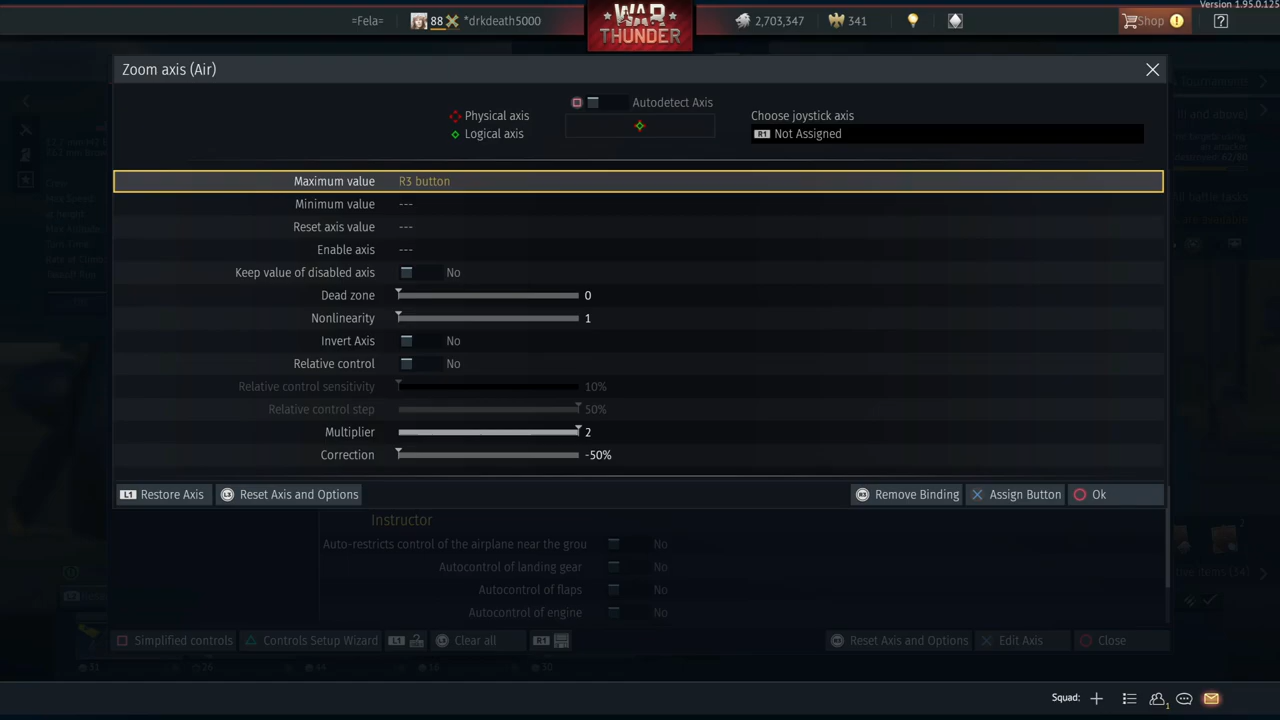 Version 1.95.0.125
=Fela=
88
*drkdeath5000
WAR
THUNDER
2,703,347
341
Shop
Zoom axis (Air)
Autodetect Axis
Physical axis
Logical axis
Choose joystick axis
R1 Not Assigned
Maximum value R3 button
Minimum value ---
Reset axis value ---
Enable axis ---
Keep value of disabled axis No
Dead zone 0
Nonlinearity 1
Invert Axis No
Relative control No
Relative control sensitivity 10%
Relative control step 50%
Multiplier 2
Correction -50%
L1 Restore Axis
Reset Axis and Options
Remove Binding
Assign Button
Ok
Instructor
Auto-restricts control of the airplane near the grou No
Autocontrol of landing gear No
Autocontrol of flaps No
Autocontrol of engine No
Simplified controls
Controls Setup Wizard
L1
Clear all
R1
Reset Axis and Options
Edit Axis
Close
Squad:
1